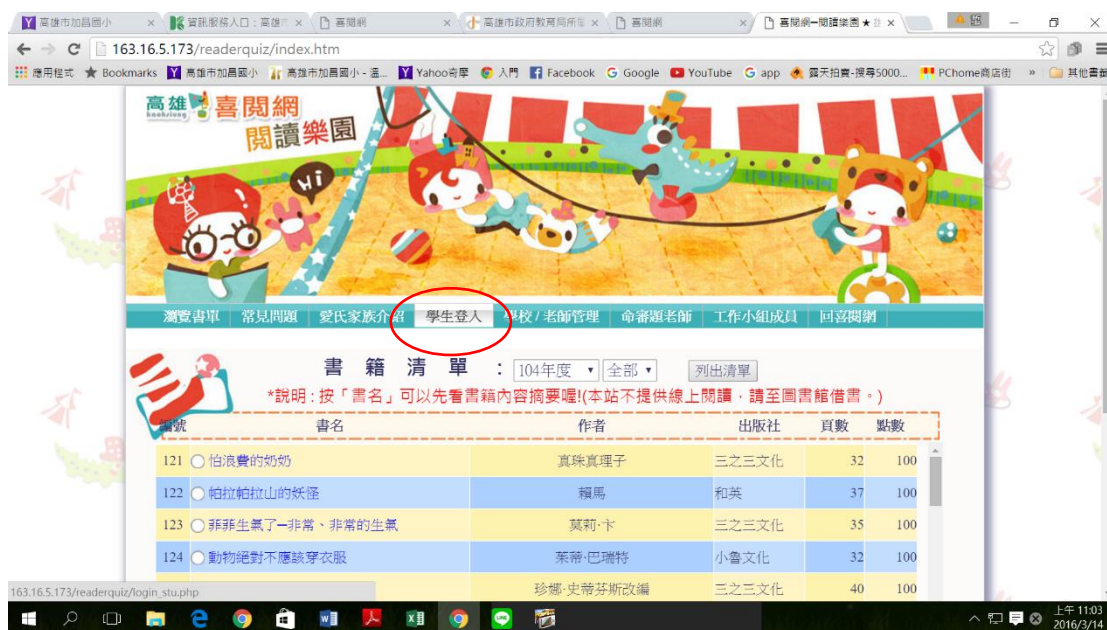 高雄市加昌國小
資訊服務入口：高雄市
喜閱網
高雄市政府教育局所
喜閱網
喜閱網─閱讀樂園★
163.16.5.173/readerquiz/index.htm
應用程式 Bookmarks 高雄市加昌國小 高雄市加昌國小 - 溫... Yahoo奇摩 入門 Facebook Google YouTube app 露天拍賣-搜尋5000... PChome商店街 » 其他書籤
高雄 喜閱網
閱讀樂園
Hi
瀏覽書單 常見問題 愛氏家族介紹 學生登入 學校/老師管理 命審題老師 工作小組成員 回喜閱網
書 籍 清 單 : 104年度 全部 列出清單
*說明:按「書名」可以先看書籍內容摘要喔!(本站不提供線上閱讀，請至圖書館借書。)
編號 書名 作者 出版社 頁數 點數
121 怕浪費的奶奶 真珠真理子 三之三文化 32 100
122 帕拉帕拉山的妖怪 賴馬 和英 37 100
123 菲菲生氣了─非常、非常的生氣 莫莉‧卡 三之三文化 35 100
124 動物絕對不應該穿衣服 茱蒂‧巴瑞特 小魯文化 32 100
珍娜‧史蒂芬斯改編 三之三文化 40 100
163.16.5.173/readerquiz/login_stu.php
上午 11:03
2016/3/14